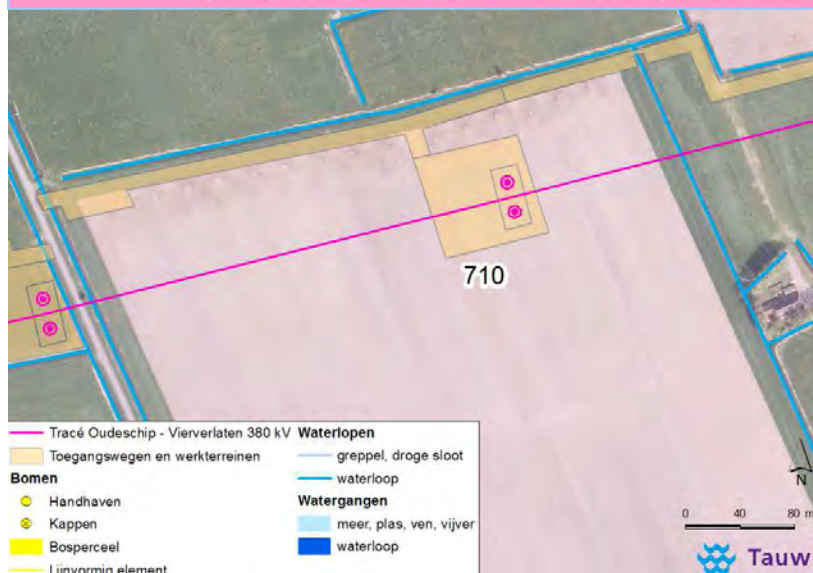 710
Tracé Oudeschip - Vierverlaten 380 kV
Toegangswegen en werkterreinen
Bomen
Handhaven
Kappen
Bosperceel
Lijnvormig element
Waterlopen
greppel, droge sloot
waterloop
Watergangen
meer, plas, ven, vijver
waterloop
N
0 40 80 m
Tauw